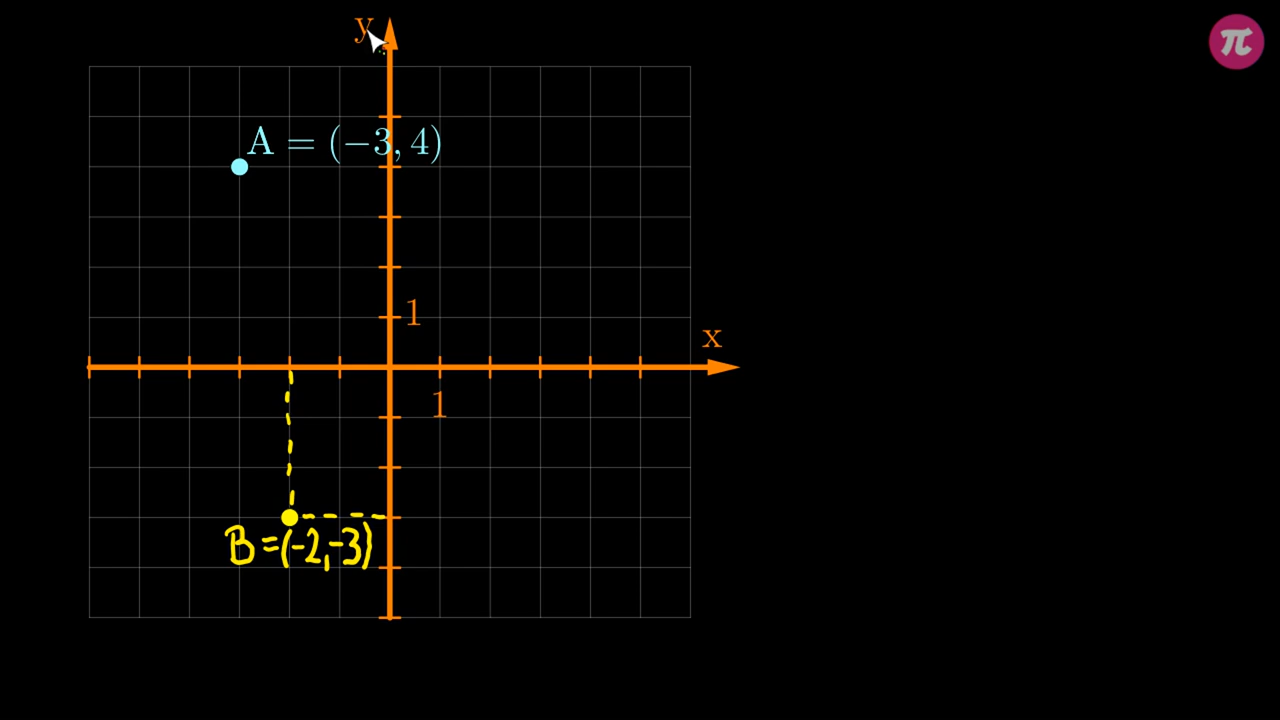 y
A = (−3, 4)
1
x
1
B=(-2,-3)
π